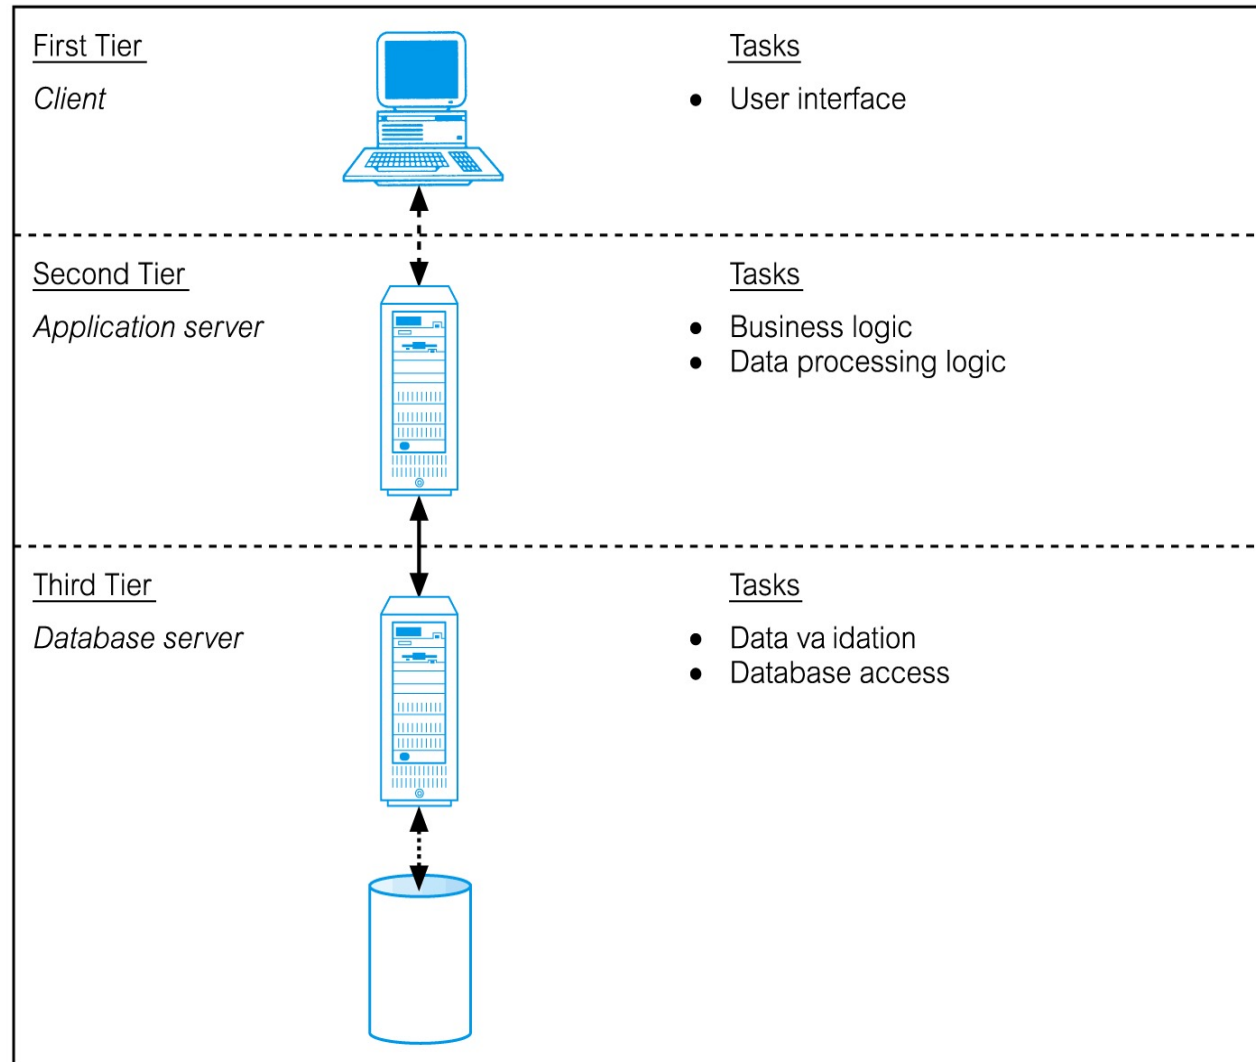 First Tier
Tasks
Client
• User interface
Second Tier
Tasks
Application server
• Business logic
• Data processing logic
Third Tier
Tasks
Database server
• Data va idation
• Database access